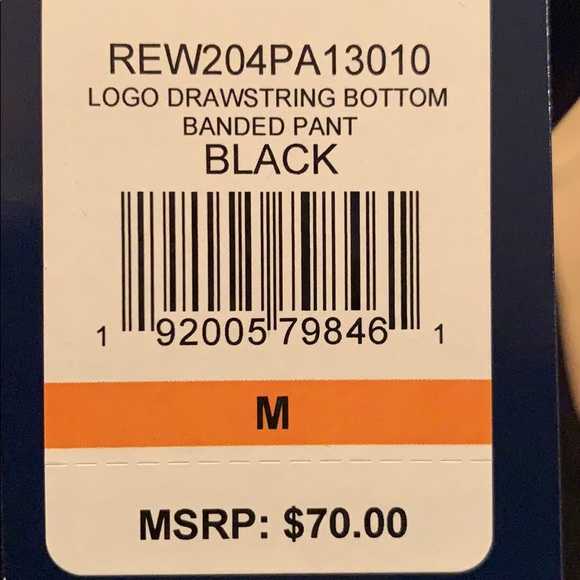 REW204PA13010
LOGO DRAWSTRING BOTTOM
BANDED PANT
BLACK
1 92005 79846 1
M
MSRP: $70.00